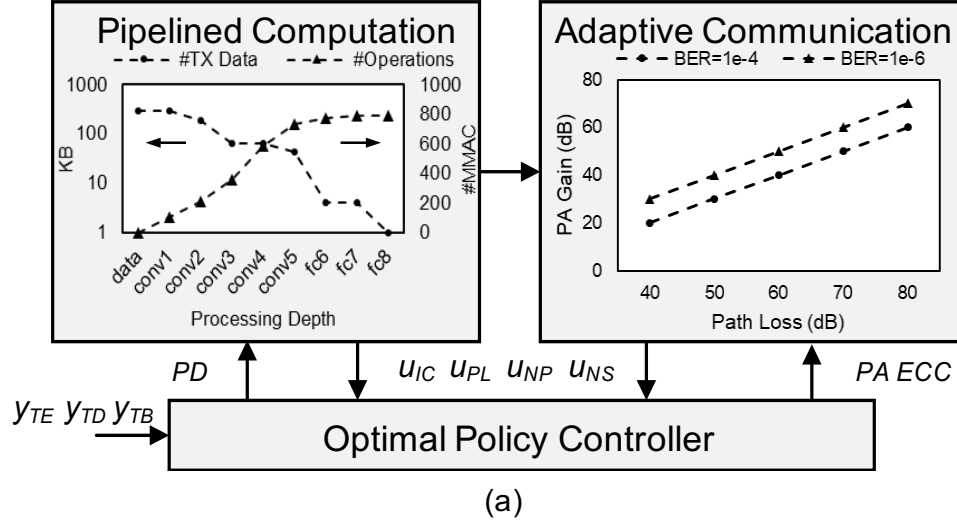 Pipelined Computation
#TX Data #Operations
1000
100
10
1
KB
1000
800
600
400
200
0
#MMAC
data conv1 conv2 conv3 conv4 conv5 fc6 fc7 fc8
Processing Depth
Adaptive Communication
BER=1e-4 BER=1e-6
80
60
40
20
0
PA Gain (dB)
40 50 60 70 80
Path Loss (dB)
PD
u_IC u_PL u_NP u_NS
PA ECC
y_TE y_TD y_TB
Optimal Policy Controller
(a)